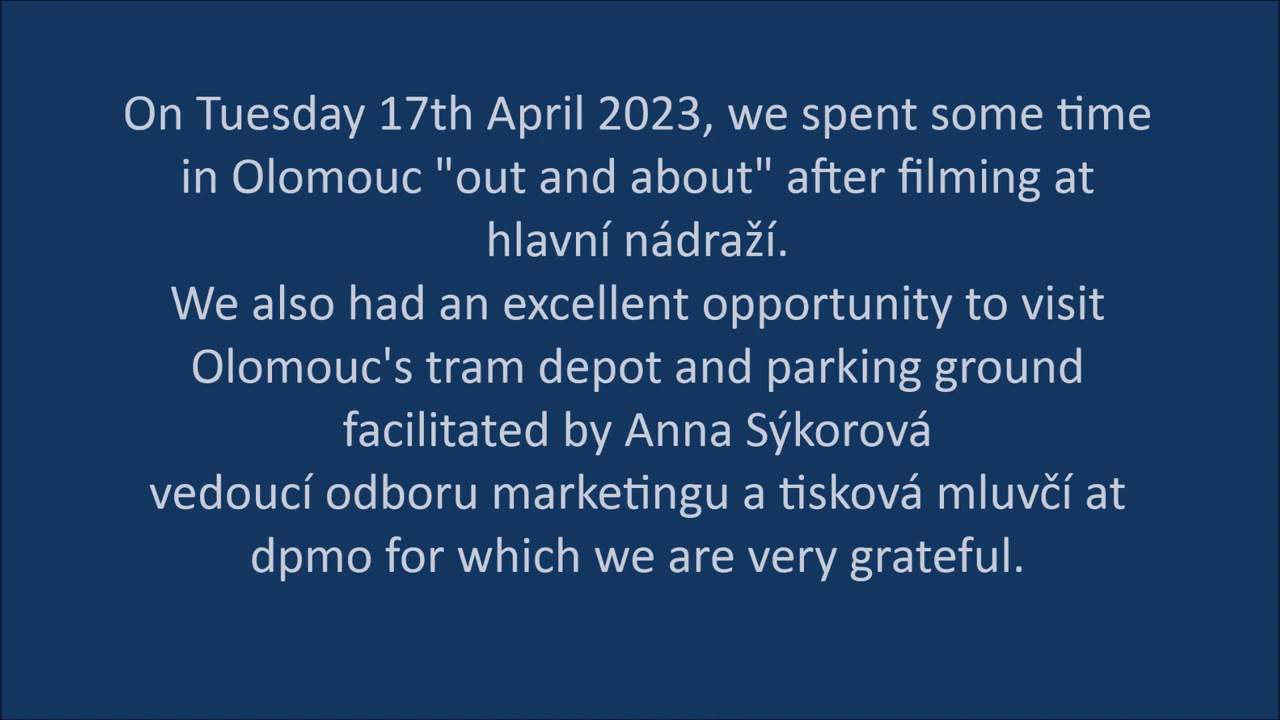 On Tuesday 17th April 2023, we spent some time
in Olomouc "out and about" after filming at
hlavní nádraží.
We also had an excellent opportunity to visit
Olomouc's tram depot and parking ground
facilitated by Anna Sýkorová
vedoucí odboru marketingu a tisková mluvčí at
dpmo for which we are very grateful.